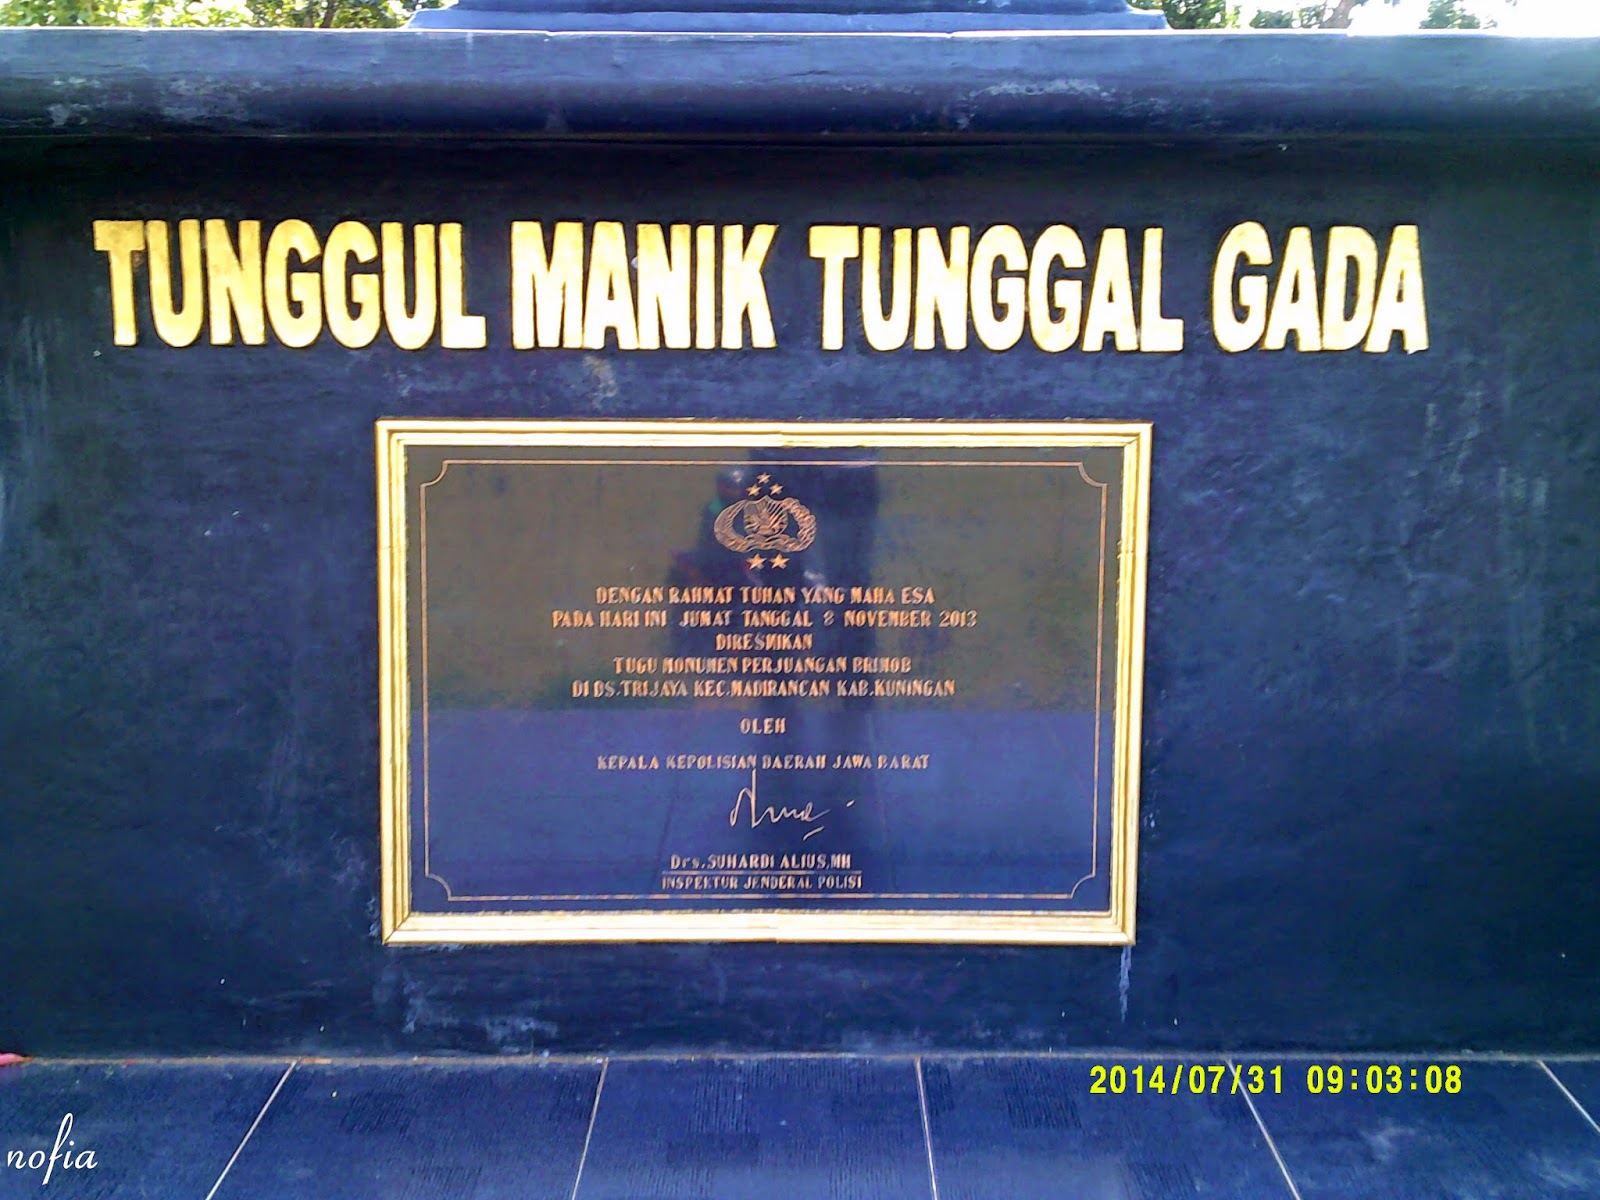 TUNGGUL MANIK TUNGGAL GADA
DENGAN RAHMAT TUHAN YANG MAHA ESA
PADA HARI INI JUMAT TANGGAL 8 NOVEMBER 2013
DIRESMIKAN
TUGU MONUMEN PERJUANGAN BRIMOB
DI DS.TRIJAYA KEC.MADIRANCAN KAB.KUNINGAN
OLEH
KEPALA KEPOLISIAN DAERAH JAWA BARAT
Drs.SUHARDI ALIUS,MH
INSPEKTUR JENDERAL POLISI
2014/07/31 09:03:08
nofia